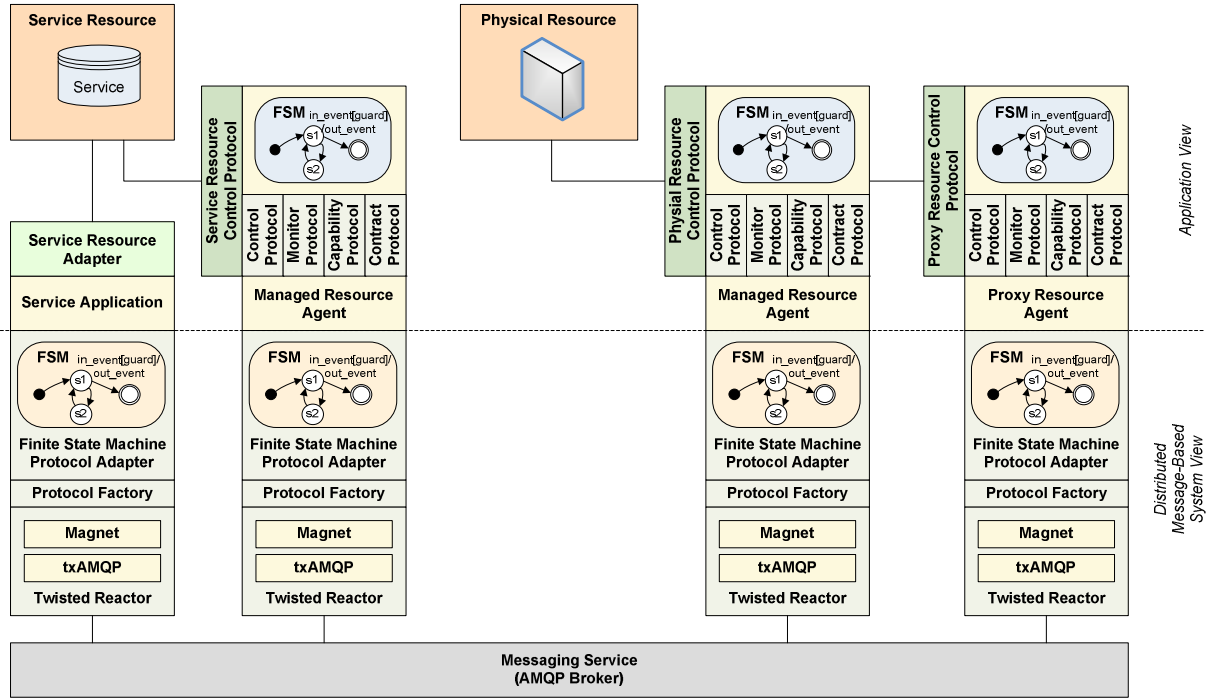 Service Resource
Service
Physical Resource
Service Resource
Control Protocol
FSM
in_event[guard]
/out_event
s1
s2
Control
Protocol
Monitor
Protocol
Capability
Protocol
Contract
Protocol
Managed Resource
Agent
Service Resource
Adapter
Service Application
Physial Resource
Control Protocol
FSM
in_event[guard]
/out_event
s1
s2
Control
Protocol
Monitor
Protocol
Capability
Protocol
Contract
Protocol
Managed Resource
Agent
Proxy Resource Control
Protocol
FSM
in_event[guard]
/out_event
s1
s2
Control
Protocol
Monitor
Protocol
Capability
Protocol
Contract
Protocol
Proxy Resource
Agent
Application View
FSM
in_event[guard]/
out_event
s1
s2
Finite State Machine
Protocol Adapter
Protocol Factory
Magnet
txAMQP
Twisted Reactor
FSM
in_event[guard]/
out_event
s1
s2
Finite State Machine
Protocol Adapter
Protocol Factory
Magnet
txAMQP
Twisted Reactor
FSM
in_event[guard]/
out_event
s1
s2
Finite State Machine
Protocol Adapter
Protocol Factory
Magnet
txAMQP
Twisted Reactor
FSM
in_event[guard]/
out_event
s1
s2
Finite State Machine
Protocol Adapter
Protocol Factory
Magnet
txAMQP
Twisted Reactor
Distributed
Message-Based
System View
Messaging Service
(AMQP Broker)